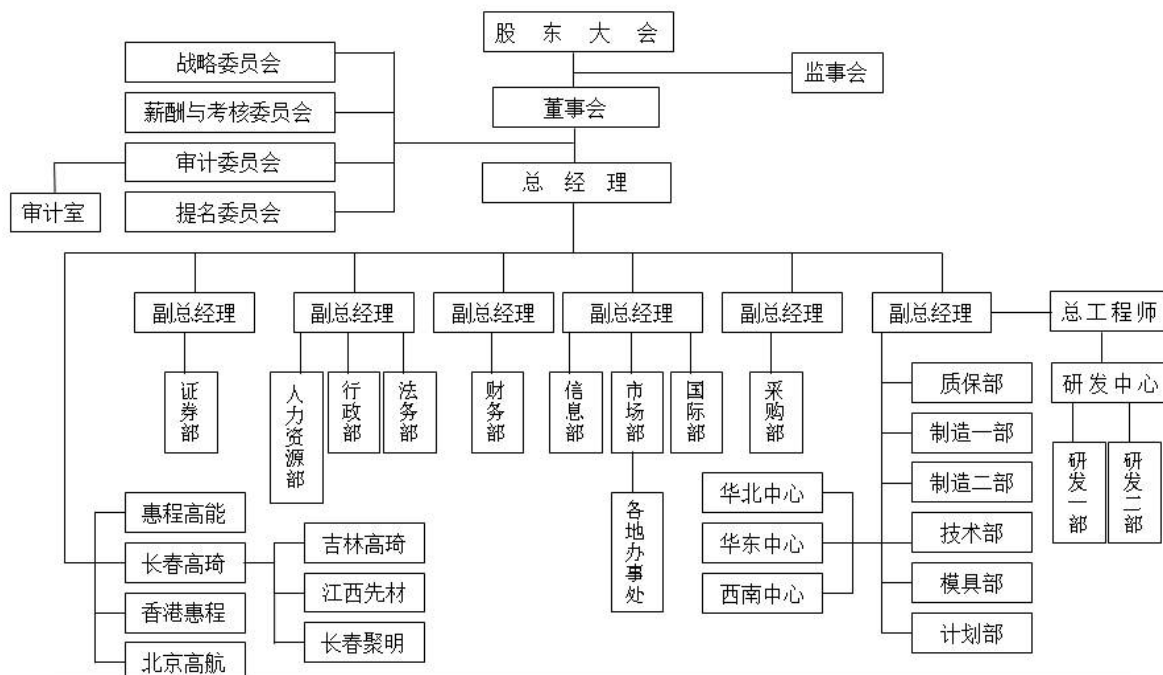 股东大会
战略委员会
监事会
薪酬与考核委员会
董事会
审计委员会
总经理
审计室
提名委员会
副总经理
副总经理
副总经理
副总经理
副总经理
副总经理
总工程师
证券部
人力资源部
行政部
法务部
财务部
信息部
市场部
国际部
采购部
质保部
研发中心
制造一部
制造二部
研发一部
研发二部
惠程高能
华北中心
各地办事处
长春高琦
吉林高琦
华东中心
技术部
江西先材
西南中心
模具部
香港惠程
长春聚明
计划部
北京高航